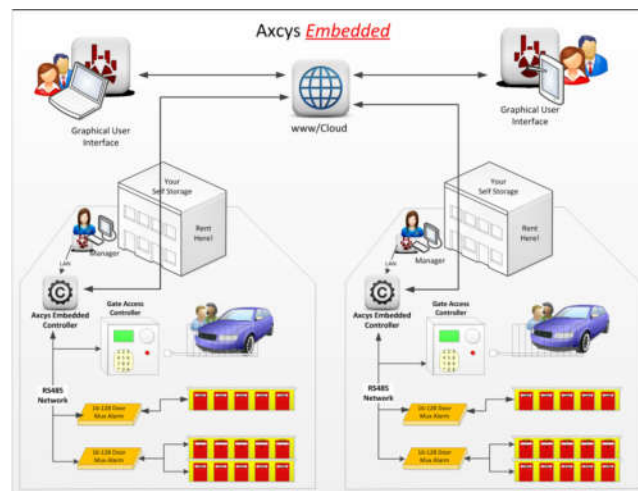 Axcys Embedded
Graphical User
Interface
www/Cloud
Graphical User
Interface
Your
Self Storage
Rent
Here!
Manager
LAN
Axcys Embedded
Controller
Gate Access
Controller
RS485
Network
16-128 Door
Mux Alarm
16-128 Door
Mux Alarm
Your
Self Storage
Rent
Here!
Manager
LAN
Axcys Embedded
Controller
Gate Access
Controller
RS485
Network
16-128 Door
Mux Alarm
16-128 Door
Mux Alarm